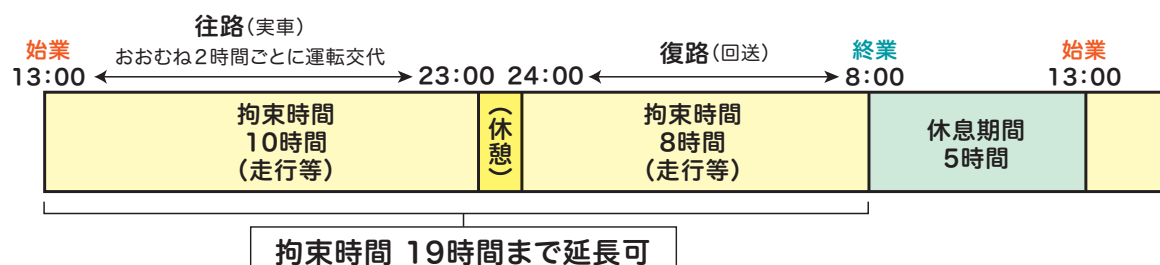 往路(実車)
おおむね2時間ごとに運転交代
復路(回送)
始業
13:00
23:00
24:00
終業
8:00
始業
13:00
拘束時間
10時間
(走行等)
(休憩)
拘束時間
8時間
(走行等)
休息期間
5時間
拘束時間 19時間まで延長可